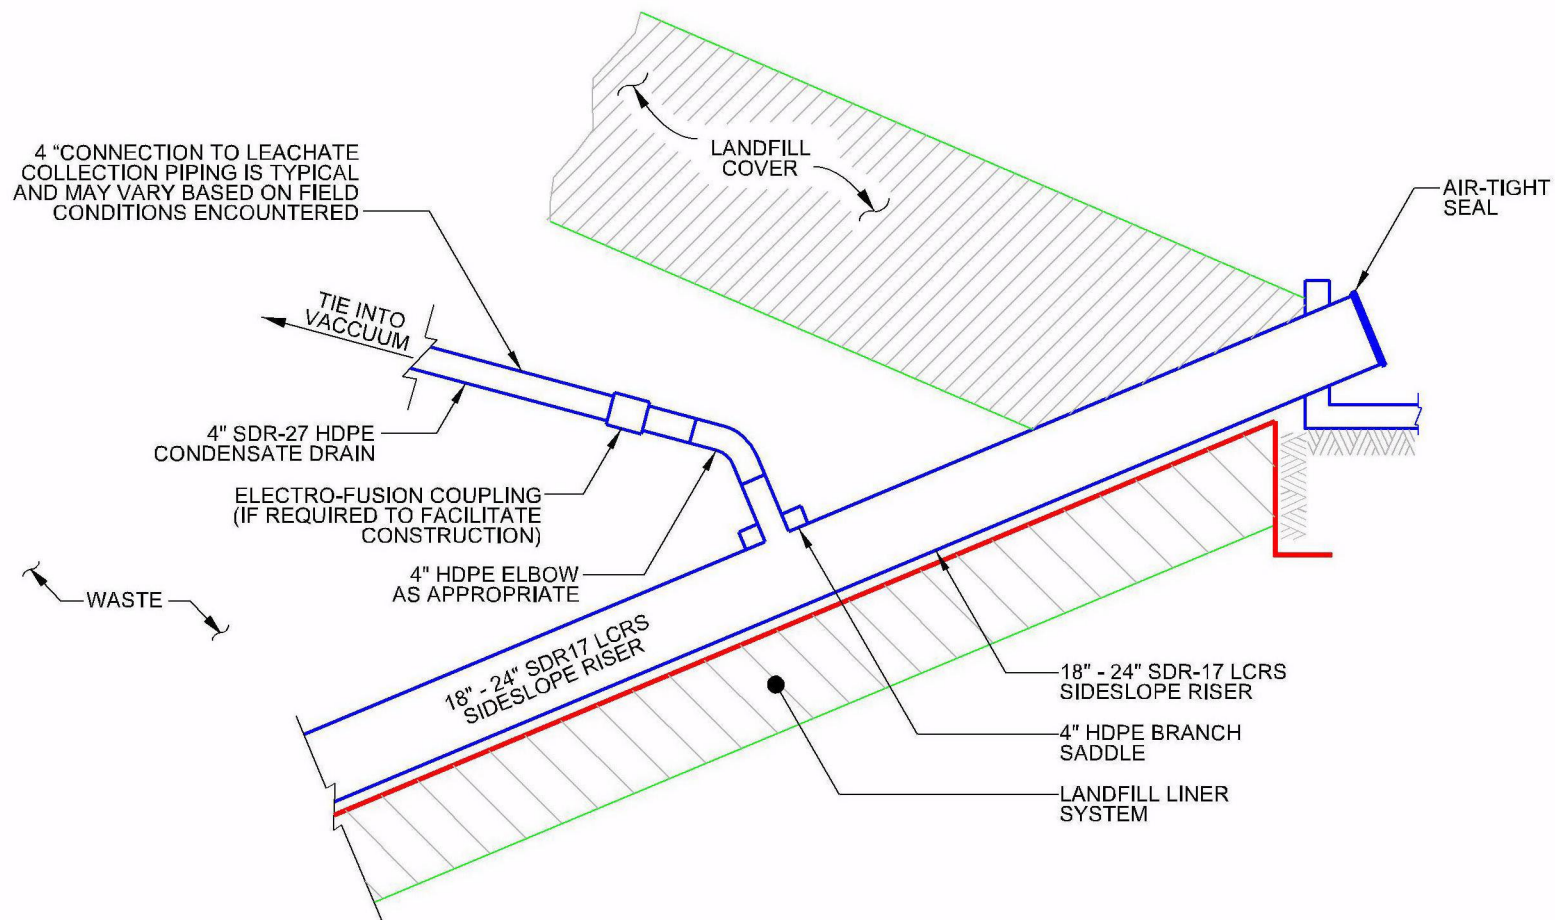 LANDFILL
COVER
4 "CONNECTION TO LEACHATE
COLLECTION PIPING IS TYPICAL
AND MAY VARY BASED ON FIELD
CONDITIONS ENCOUNTERED
AIR-TIGHT
SEAL
TIE INTO
VACCUUM
4" SDR-27 HDPE
CONDENSATE DRAIN
ELECTRO-FUSION COUPLING
(IF REQUIRED TO FACILITATE
CONSTRUCTION)
4" HDPE ELBOW
AS APPROPRIATE
WASTE
18" - 24" SDR17 LCRS
SIDESLOPE RISER
18" - 24" SDR-17 LCRS
SIDESLOPE RISER
4" HDPE BRANCH
SADDLE
LANDFILL LINER
SYSTEM